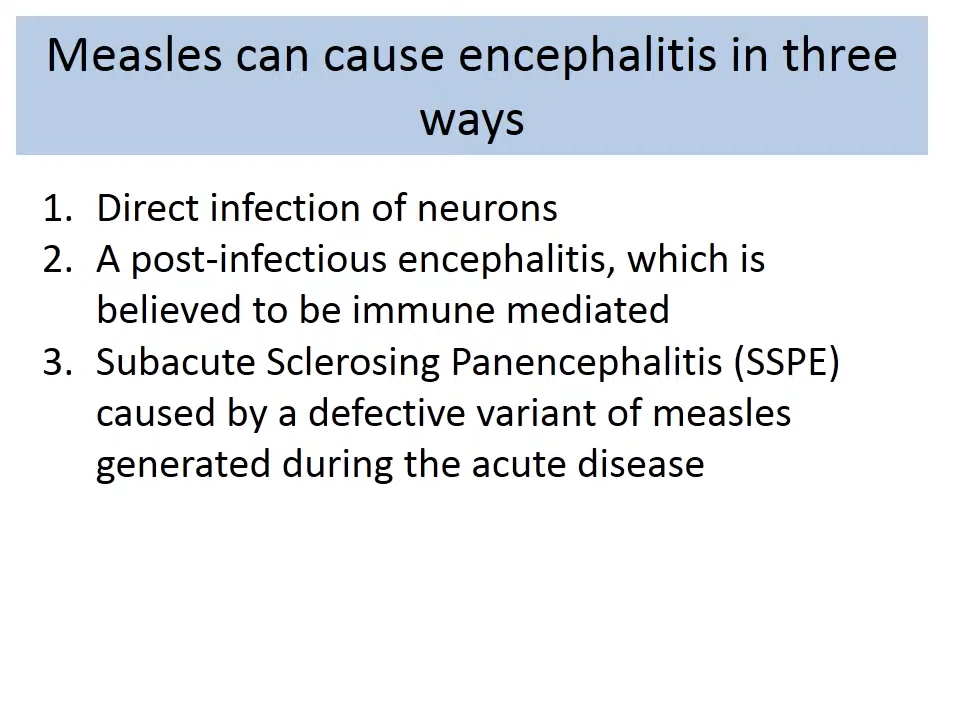 Measles can cause encephalitis in three
ways
1. Direct infection of neurons
2. A post-infectious encephalitis, which is
believed to be immune mediated
3. Subacute Sclerosing Panencephalitis (SSPE)
caused by a defective variant of measles
generated during the acute disease